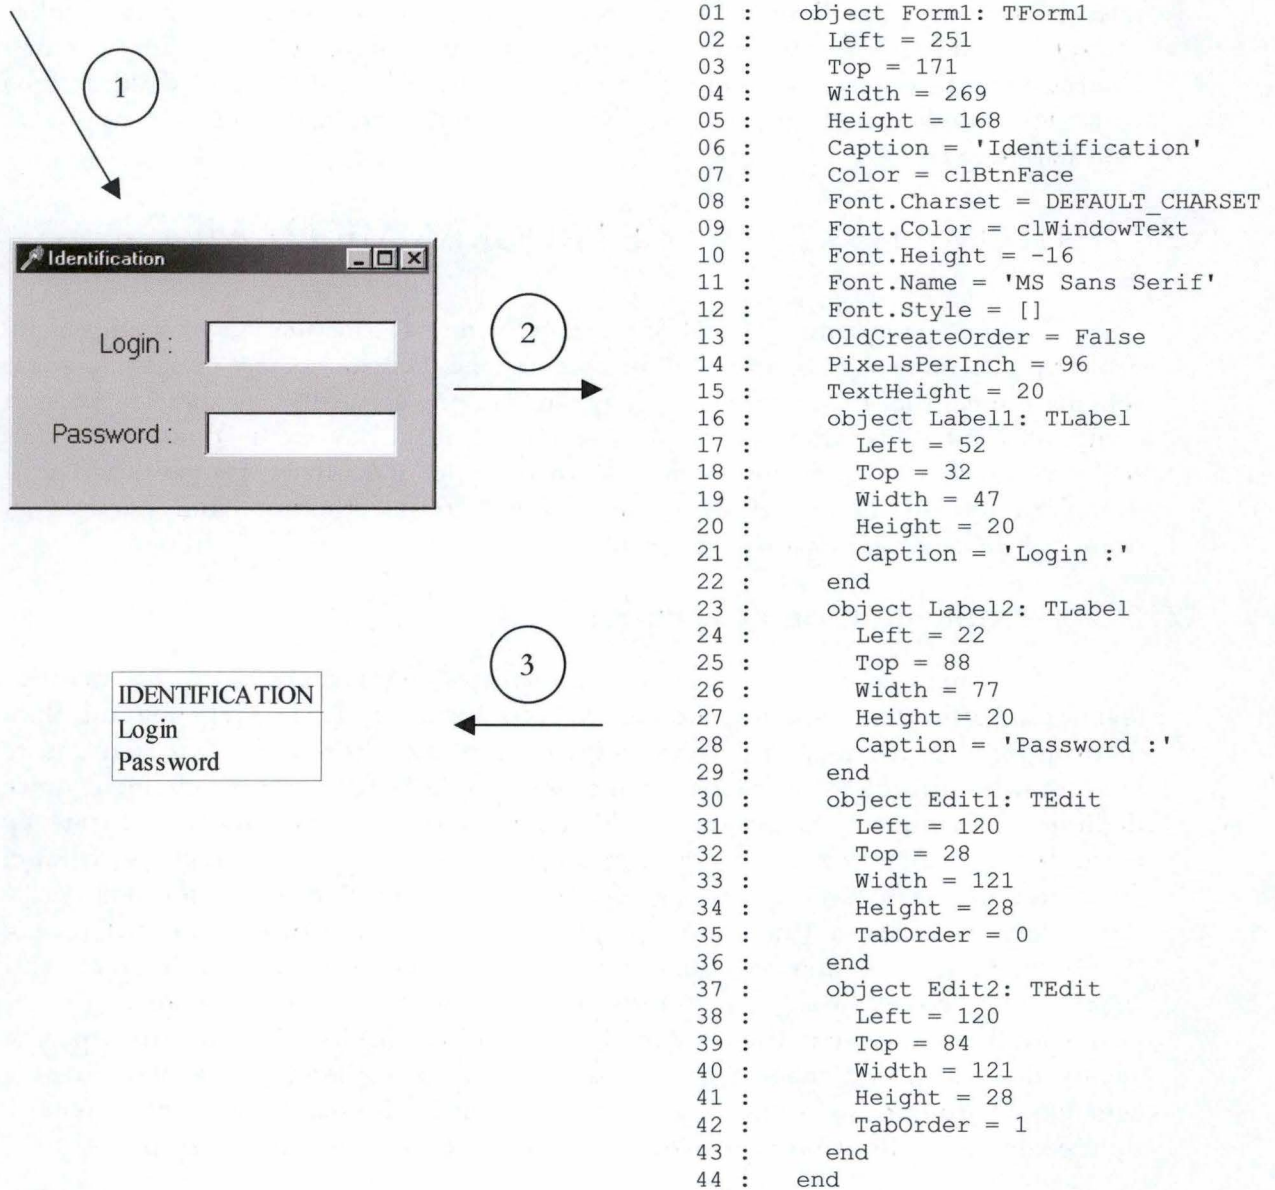 1
Identification
Login :
Password :
2
3
IDENTIFICATION
Login
Password
01 : object Form1: TForm1
02 : Left = 251
03 : Top = 171
04 : Width = 269
05 : Height = 168
06 : Caption = 'Identification'
07 : Color = clBtnFace
08 : Font.Charset = DEFAULT_CHARSET
09 : Font.Color = clWindowText
10 : Font.Height = -16
11 : Font.Name = 'MS Sans Serif'
12 : Font.Style = []
13 : OldCreateOrder = False
14 : PixelsPerInch = 96
15 : TextHeight = 20
16 : object Label1: TLabel
17 : Left = 52
18 : Top = 32
19 : Width = 47
20 : Height = 20
21 : Caption = 'Login :'
22 : end
23 : object Label2: TLabel
24 : Left = 22
25 : Top = 88
26 : Width = 77
27 : Height = 20
28 : Caption = 'Password :'
29 : end
30 : object Edit1: TEdit
31 : Left = 120
32 : Top = 28
33 : Width = 121
34 : Height = 28
35 : TabOrder = 0
36 : end
37 : object Edit2: TEdit
38 : Left = 120
39 : Top = 84
40 : Width = 121
41 : Height = 28
42 : TabOrder = 1
43 : end
44 : end